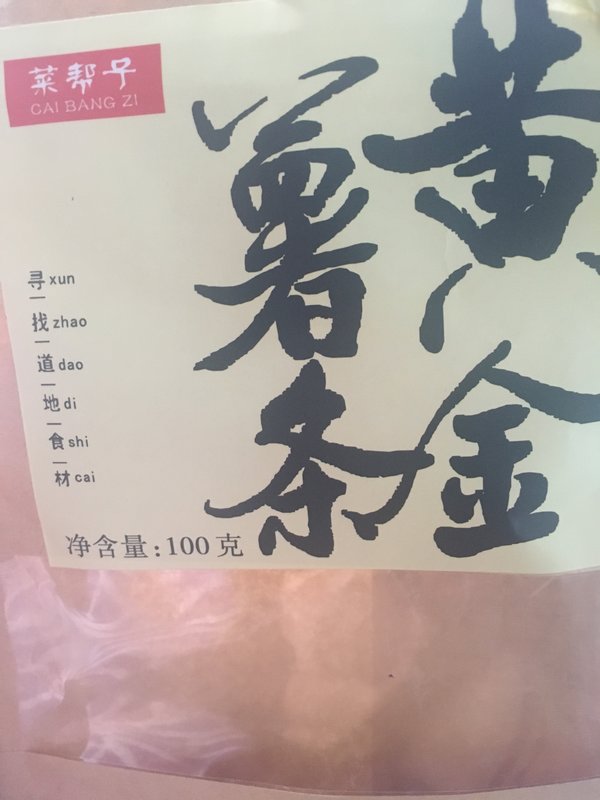 菜帮子
CAI BANG ZI
黄金
薯条
寻 xun
找 zhao
道 dao
地 di
食 shi
材 cai
净含量:100克